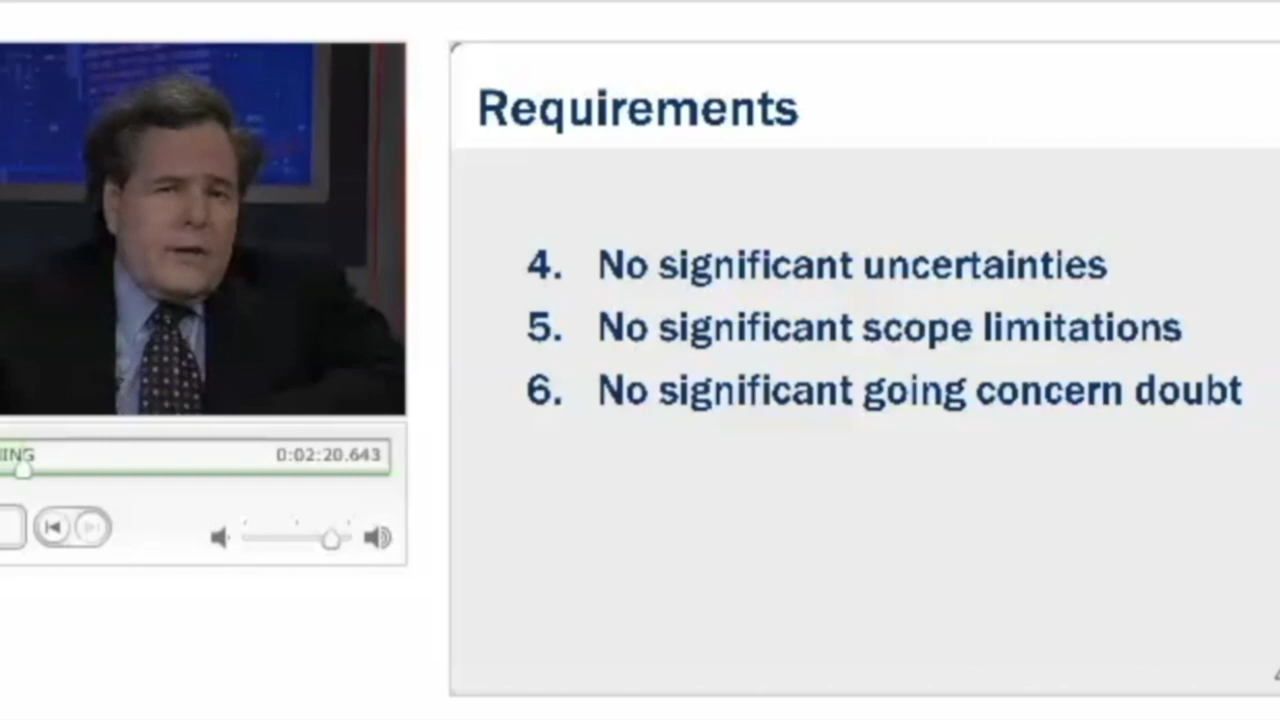 Requirements
4. No significant uncertainties
5. No significant scope limitations
6. No significant going concern doubt
0:02:20.643